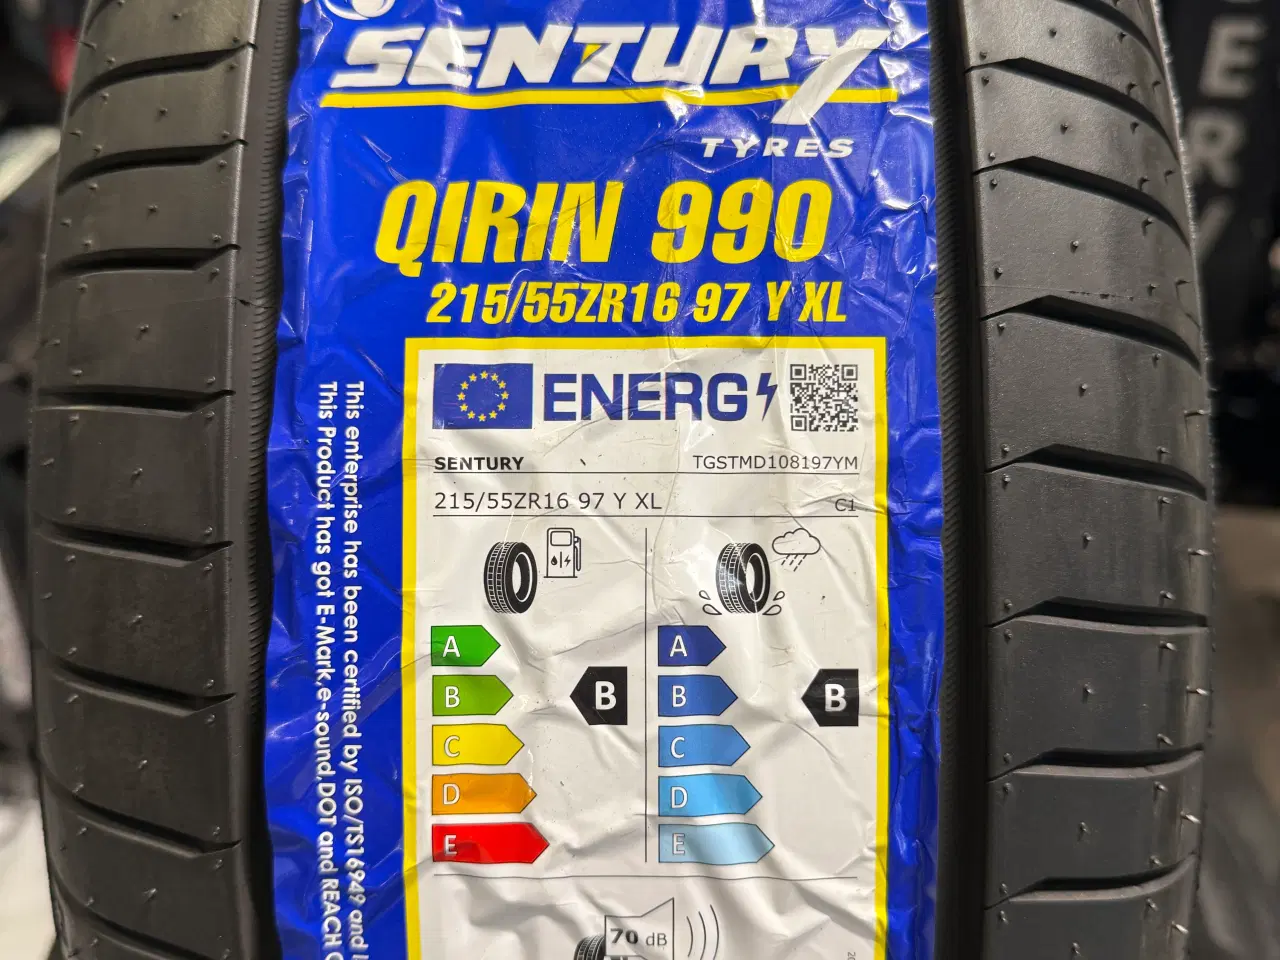 SENTURY
TYRES
QIRIN 990
215/55ZR16 97 Y XL
ENERG
SENTURY TGSTMD108197YM
215/55ZR16 97 Y XL C1
A A
B B B B
C C
D D
E E
70 dB
This enterprise has been certified by ISO/TS16949 and
This Product has got E-Mark,e-sound,DOT and REACH
E
R
Y